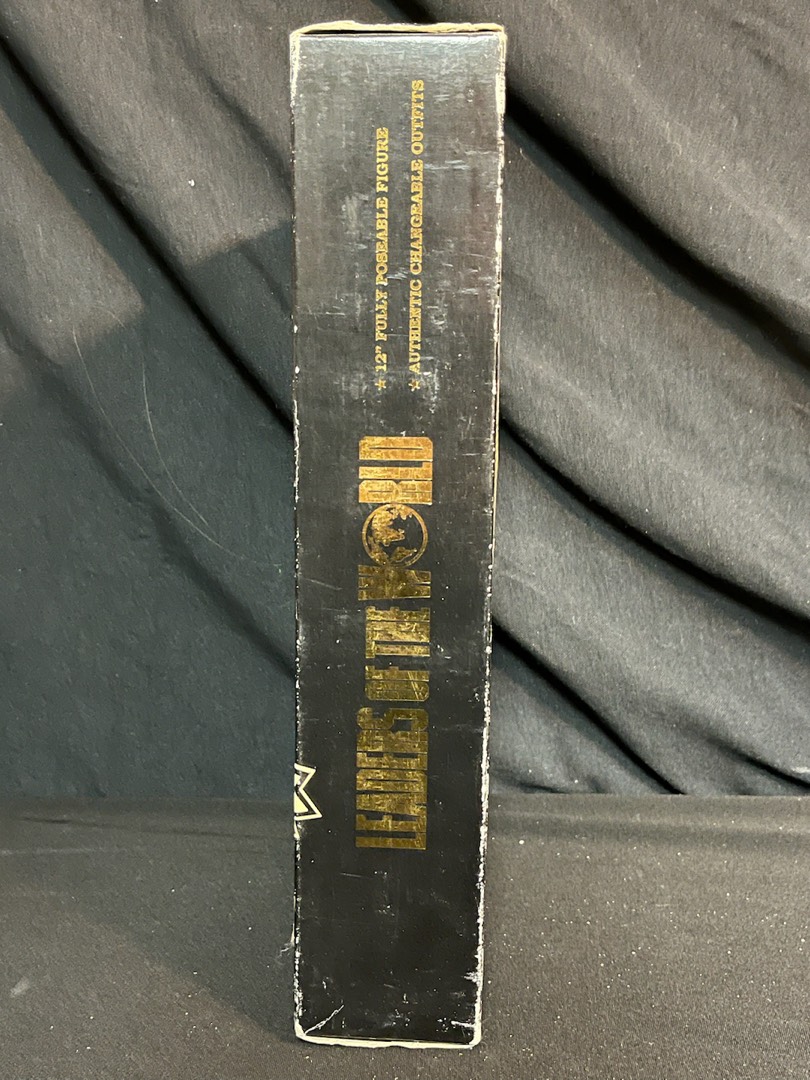 LEADERS OF THE WORLD
★ 12" FULLY POSEABLE FIGURE
★ AUTHENTIC CHANGEABLE OUTFITS